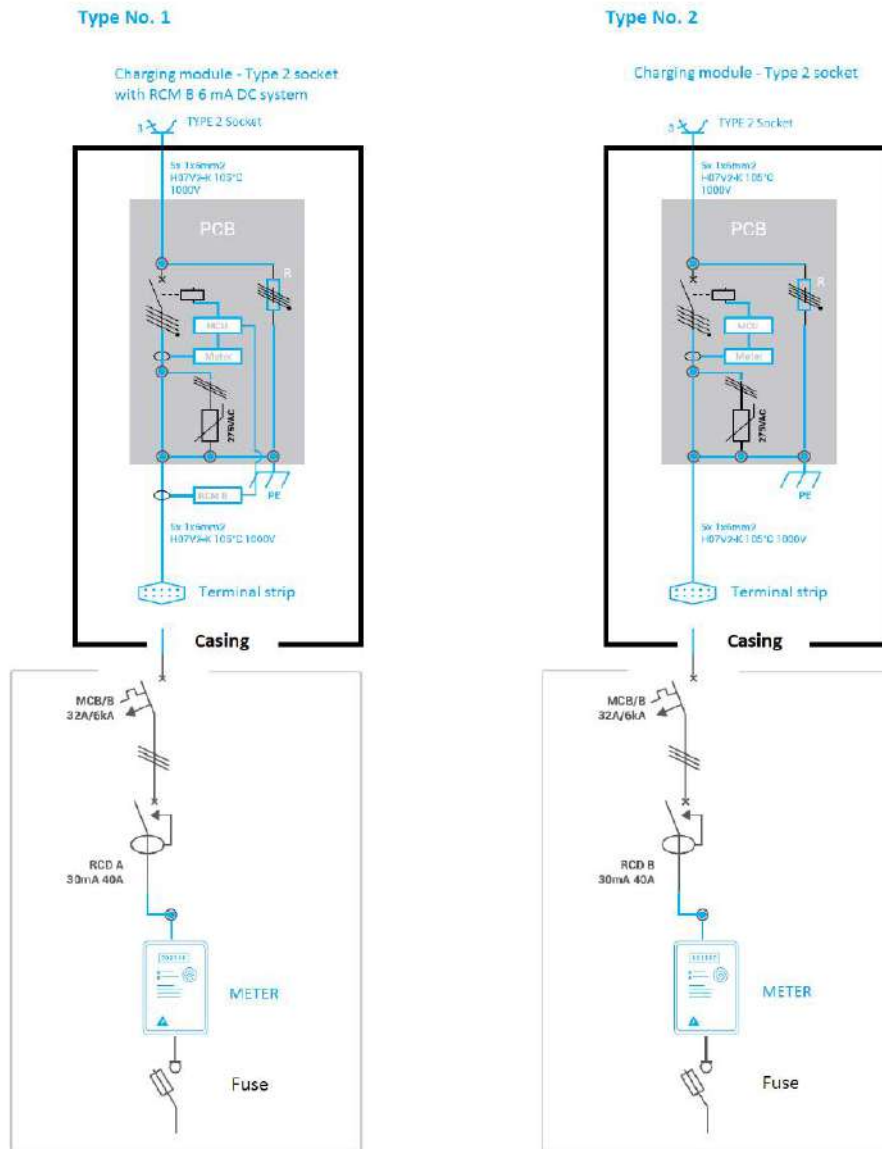 Type No. 1
Charging module - Type 2 socket
with RCM B 6 mA DC system
3
TYPE 2 Socket
5x 1x6mm2
H07V2-K 105°C
1000V
PCB
R
MCU
Meter
275VAC
RCM B
PE
5x 1x6mm2
H07V2-K 105°C 1000V
Terminal strip
Casing
MCB/B
32A/6kA
RCD A
30mA 40A
METER
Fuse
Type No. 2
Charging module - Type 2 socket
3
TYPE 2 Socket
5x 1x6mm2
H07V2-K 105°C
1000V
PCB
R
MCU
Meter
275VAC
PE
5x 1x6mm2
H07V2-K 105°C 1000V
Terminal strip
Casing
MCB/B
32A/6kA
RCD B
30mA 40A
METER
Fuse